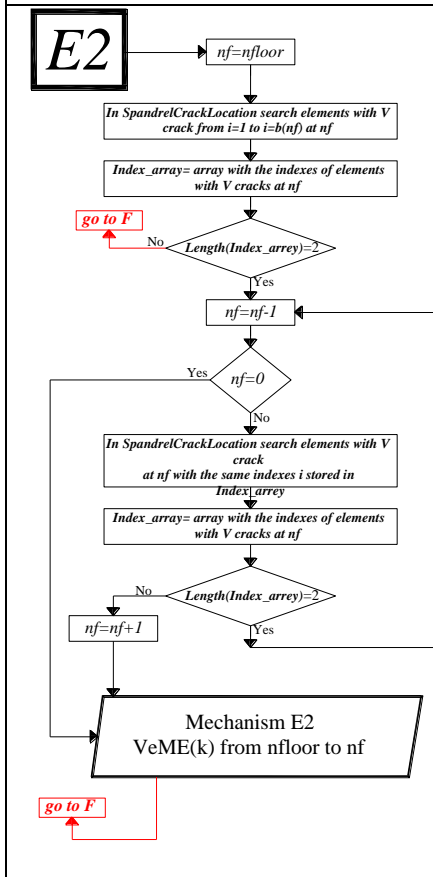 E2
nf=nfloor
In SpandrelCrackLocation search elements with V
crack from i=1 to i=b(nf) at nf
Index_array= array with the indexes of elements
with V cracks at nf
go to F
No
Length(Index_arrey)=2
Yes
nf=nf-1
Yes
nf=0
No
In SpandrelCrackLocation search elements with V
crack
at nf with the same indexes i stored in
Index_arrey
Index_array= array with the indexes of elements
with V cracks at nf
No
Length(Index_arrey)=2
nf=nf+1
Yes
Mechanism E2
VeME(k) from nfloor to nf
go to F